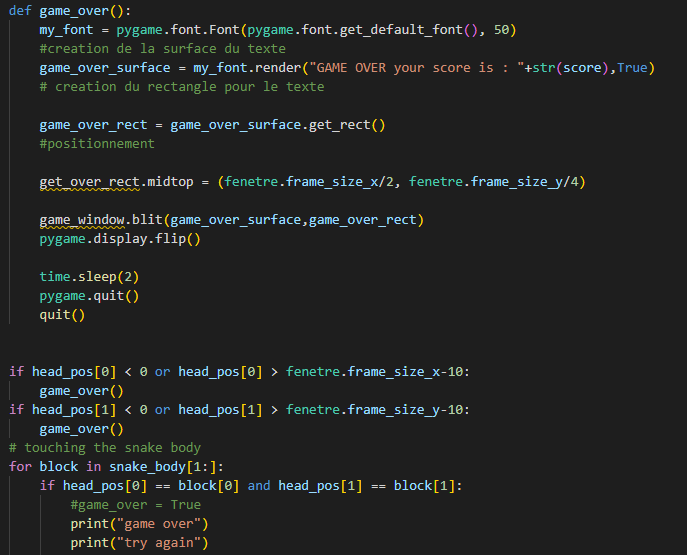 def game_over():
my_font = pygame.font.Font(pygame.font.get_default_font(), 50)
#creation de la surface du texte
game_over_surface = my_font.render("GAME OVER your score is : "+str(score),True)
# creation du rectangle pour le texte
game_over_rect = game_over_surface.get_rect()
#positionnement
get_over_rect.midtop = (fenetre.frame_size_x/2, fenetre.frame_size_y/4)
game_window.blit(game_over_surface,game_over_rect)
pygame.display.flip()
time.sleep(2)
pygame.quit()
quit()
if head_pos[0] < 0 or head_pos[0] > fenetre.frame_size_x-10:
game_over()
if head_pos[1] < 0 or head_pos[1] > fenetre.frame_size_y-10:
game_over()
# touching the snake body
for block in snake_body[1:]:
if head_pos[0] == block[0] and head_pos[1] == block[1]:
#game_over = True
print("game over")
print("try again")